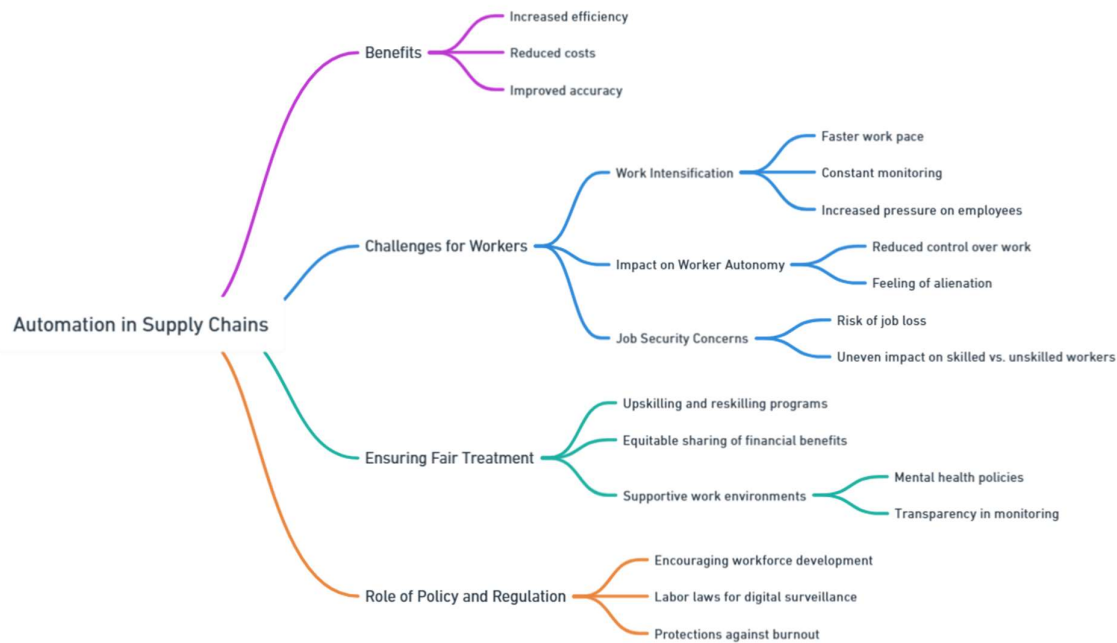 Automation in Supply Chains
Benefits
Increased efficiency
Reduced costs
Improved accuracy
Challenges for Workers
Work Intensification
Faster work pace
Constant monitoring
Increased pressure on employees
Impact on Worker Autonomy
Reduced control over work
Feeling of alienation
Job Security Concerns
Risk of job loss
Uneven impact on skilled vs. unskilled workers
Ensuring Fair Treatment
Upskilling and reskilling programs
Equitable sharing of financial benefits
Supportive work environments
Mental health policies
Transparency in monitoring
Role of Policy and Regulation
Encouraging workforce development
Labor laws for digital surveillance
Protections against burnout